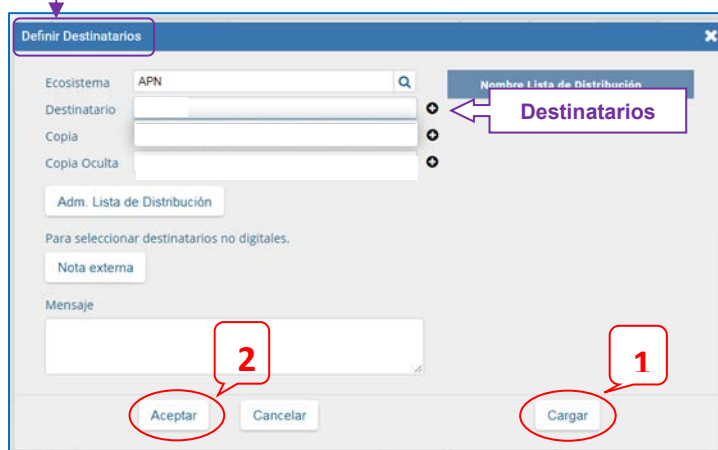 Definir Destinatarios
Ecosistema APN
Nombre Lista de Distribución
Destinatario
Destinatarios
Copia
Copia Oculta
Adm. Lista de Distribución
Para seleccionar destinatarios no digitales.
Nota externa
Mensaje
2
1
Aceptar Cancelar Cargar